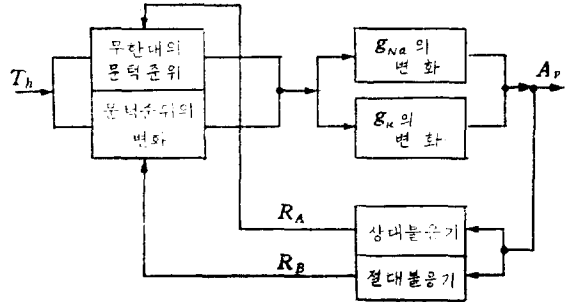 무한대의
문턱준위
T_h
문턱준위의
변화
g_Na 의
변화
g_K 의
변화
A_p
R_A
상대불응기
R_B
절대불응기